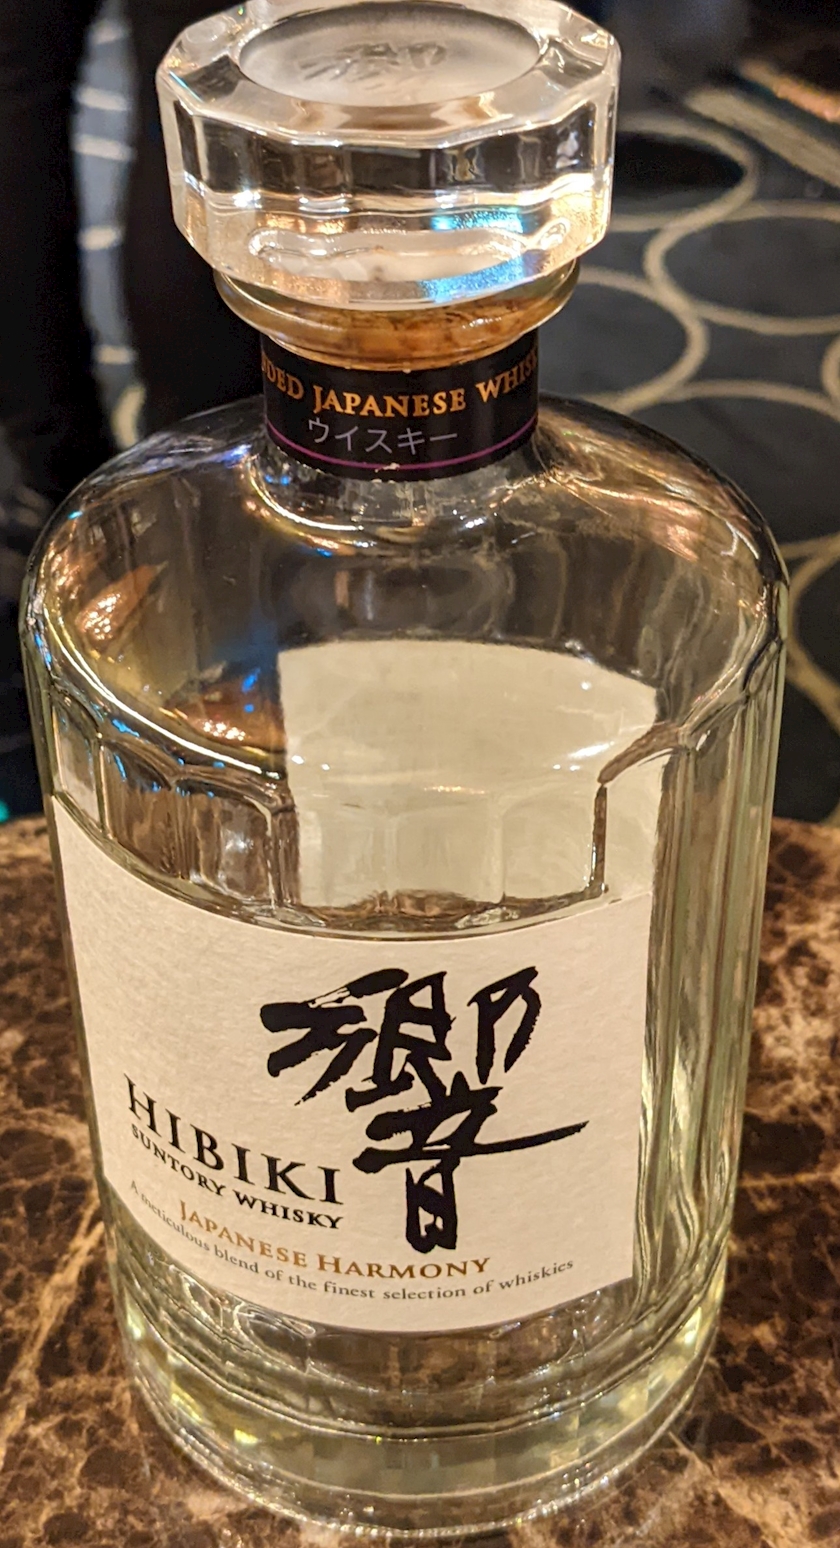 響
JAPANESE
ウイスキー
響
HIBIKI
SUNTORY WHISKY
JAPANESE HARMONY
A meticulous blend of the finest selection of whiskies